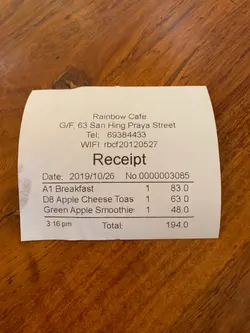 Rainbow Cafe
G/F, 63 San Hing Praya Street
Tel: 69384433
WIFI: rbcf20120527
Receipt
Date: 2019/10/26 No.0000003085
A1 Breakfast 1 83.0
D8 Apple Cheese Toas 1 63.0
Green Apple Smoothie 1 48.0
3:16 pm Total: 194.0